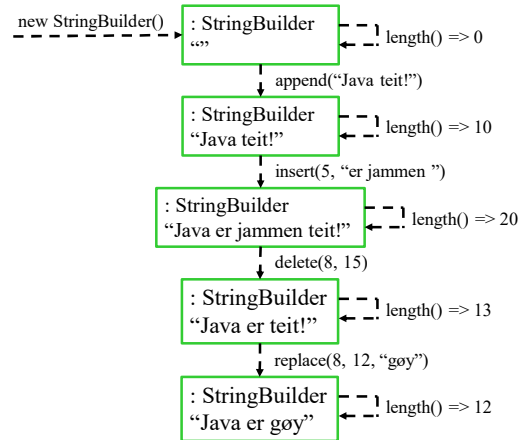 new StringBuilder()
: StringBuilder
“”
length() => 0
append(“Java teit!”)
: StringBuilder
“Java teit!”
length() => 10
insert(5, “er jammen ”)
: StringBuilder
“Java er jammen teit!”
length() => 20
delete(8, 15)
: StringBuilder
“Java er teit!”
length() => 13
replace(8, 12, “gøy”)
: StringBuilder
“Java er gøy”
length() => 12